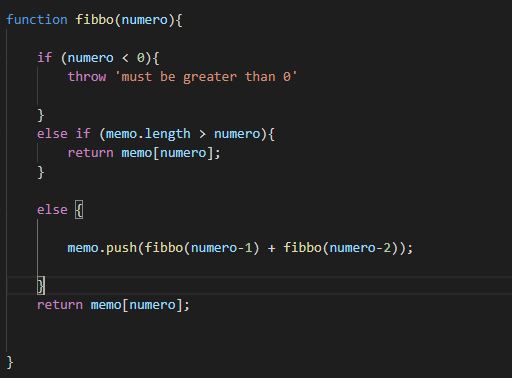 function fibbo(numero){
if (numero < 0){
throw 'must be greater than 0'
}
else if (memo.length > numero){
return memo[numero];
}
else {
memo.push(fibbo(numero-1) + fibbo(numero-2));
}
return memo[numero];
}